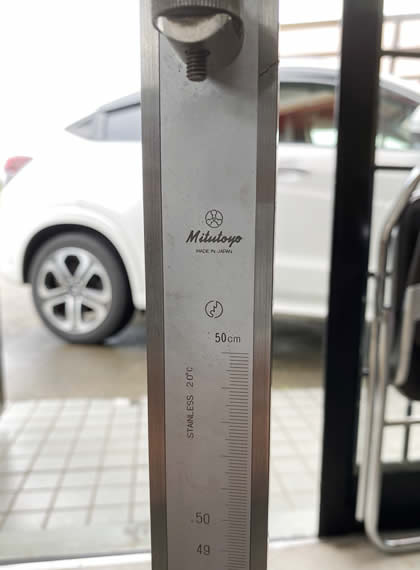 Mitutoyo
MADE IN JAPAN
50cm
STAINLESS 20°C
50
49